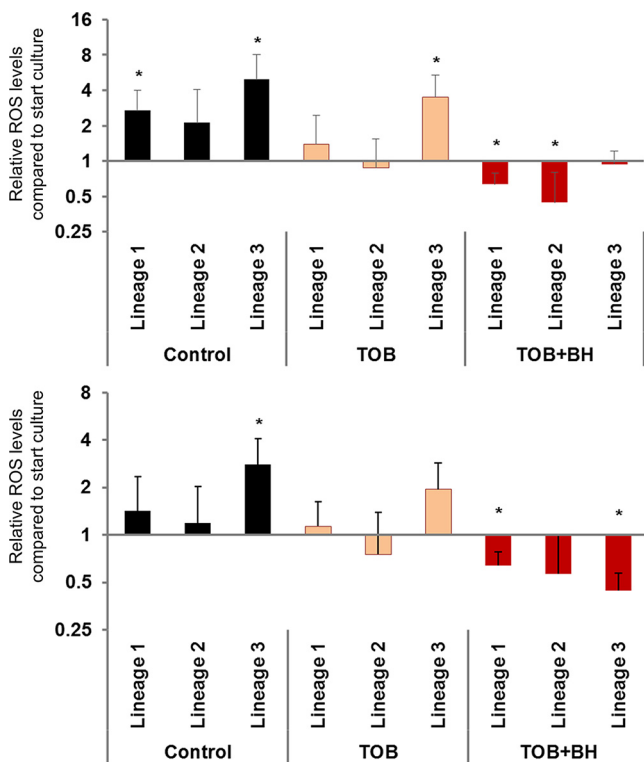 Relative ROS levels
compared to start culture
16
8
4
2
1
0.5
0.25
* * * * *
Lineage 1 Lineage 2 Lineage 3 Lineage 1 Lineage 2 Lineage 3 Lineage 1 Lineage 2 Lineage 3
Control TOB TOB+BH
Relative ROS levels
compared to start culture
8
4
2
1
0.5
0.25
* * *
Lineage 1 Lineage 2 Lineage 3 Lineage 1 Lineage 2 Lineage 3 Lineage 1 Lineage 2 Lineage 3
Control TOB TOB+BH